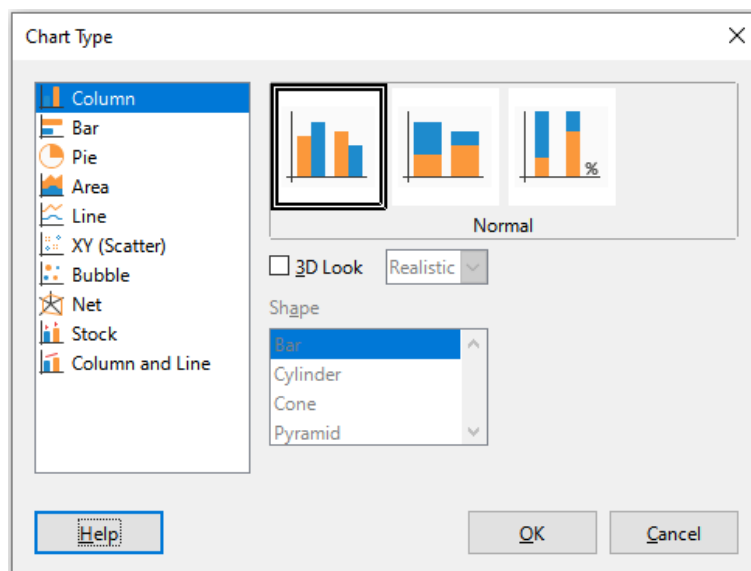 Chart Type
Column
Bar
Pie
Area
Line
XY (Scatter)
Bubble
Net
Stock
Column and Line
%
Normal
3D Look
Realistic
Shape
Bar
Cylinder
Cone
Pyramid
Help
OK
Cancel